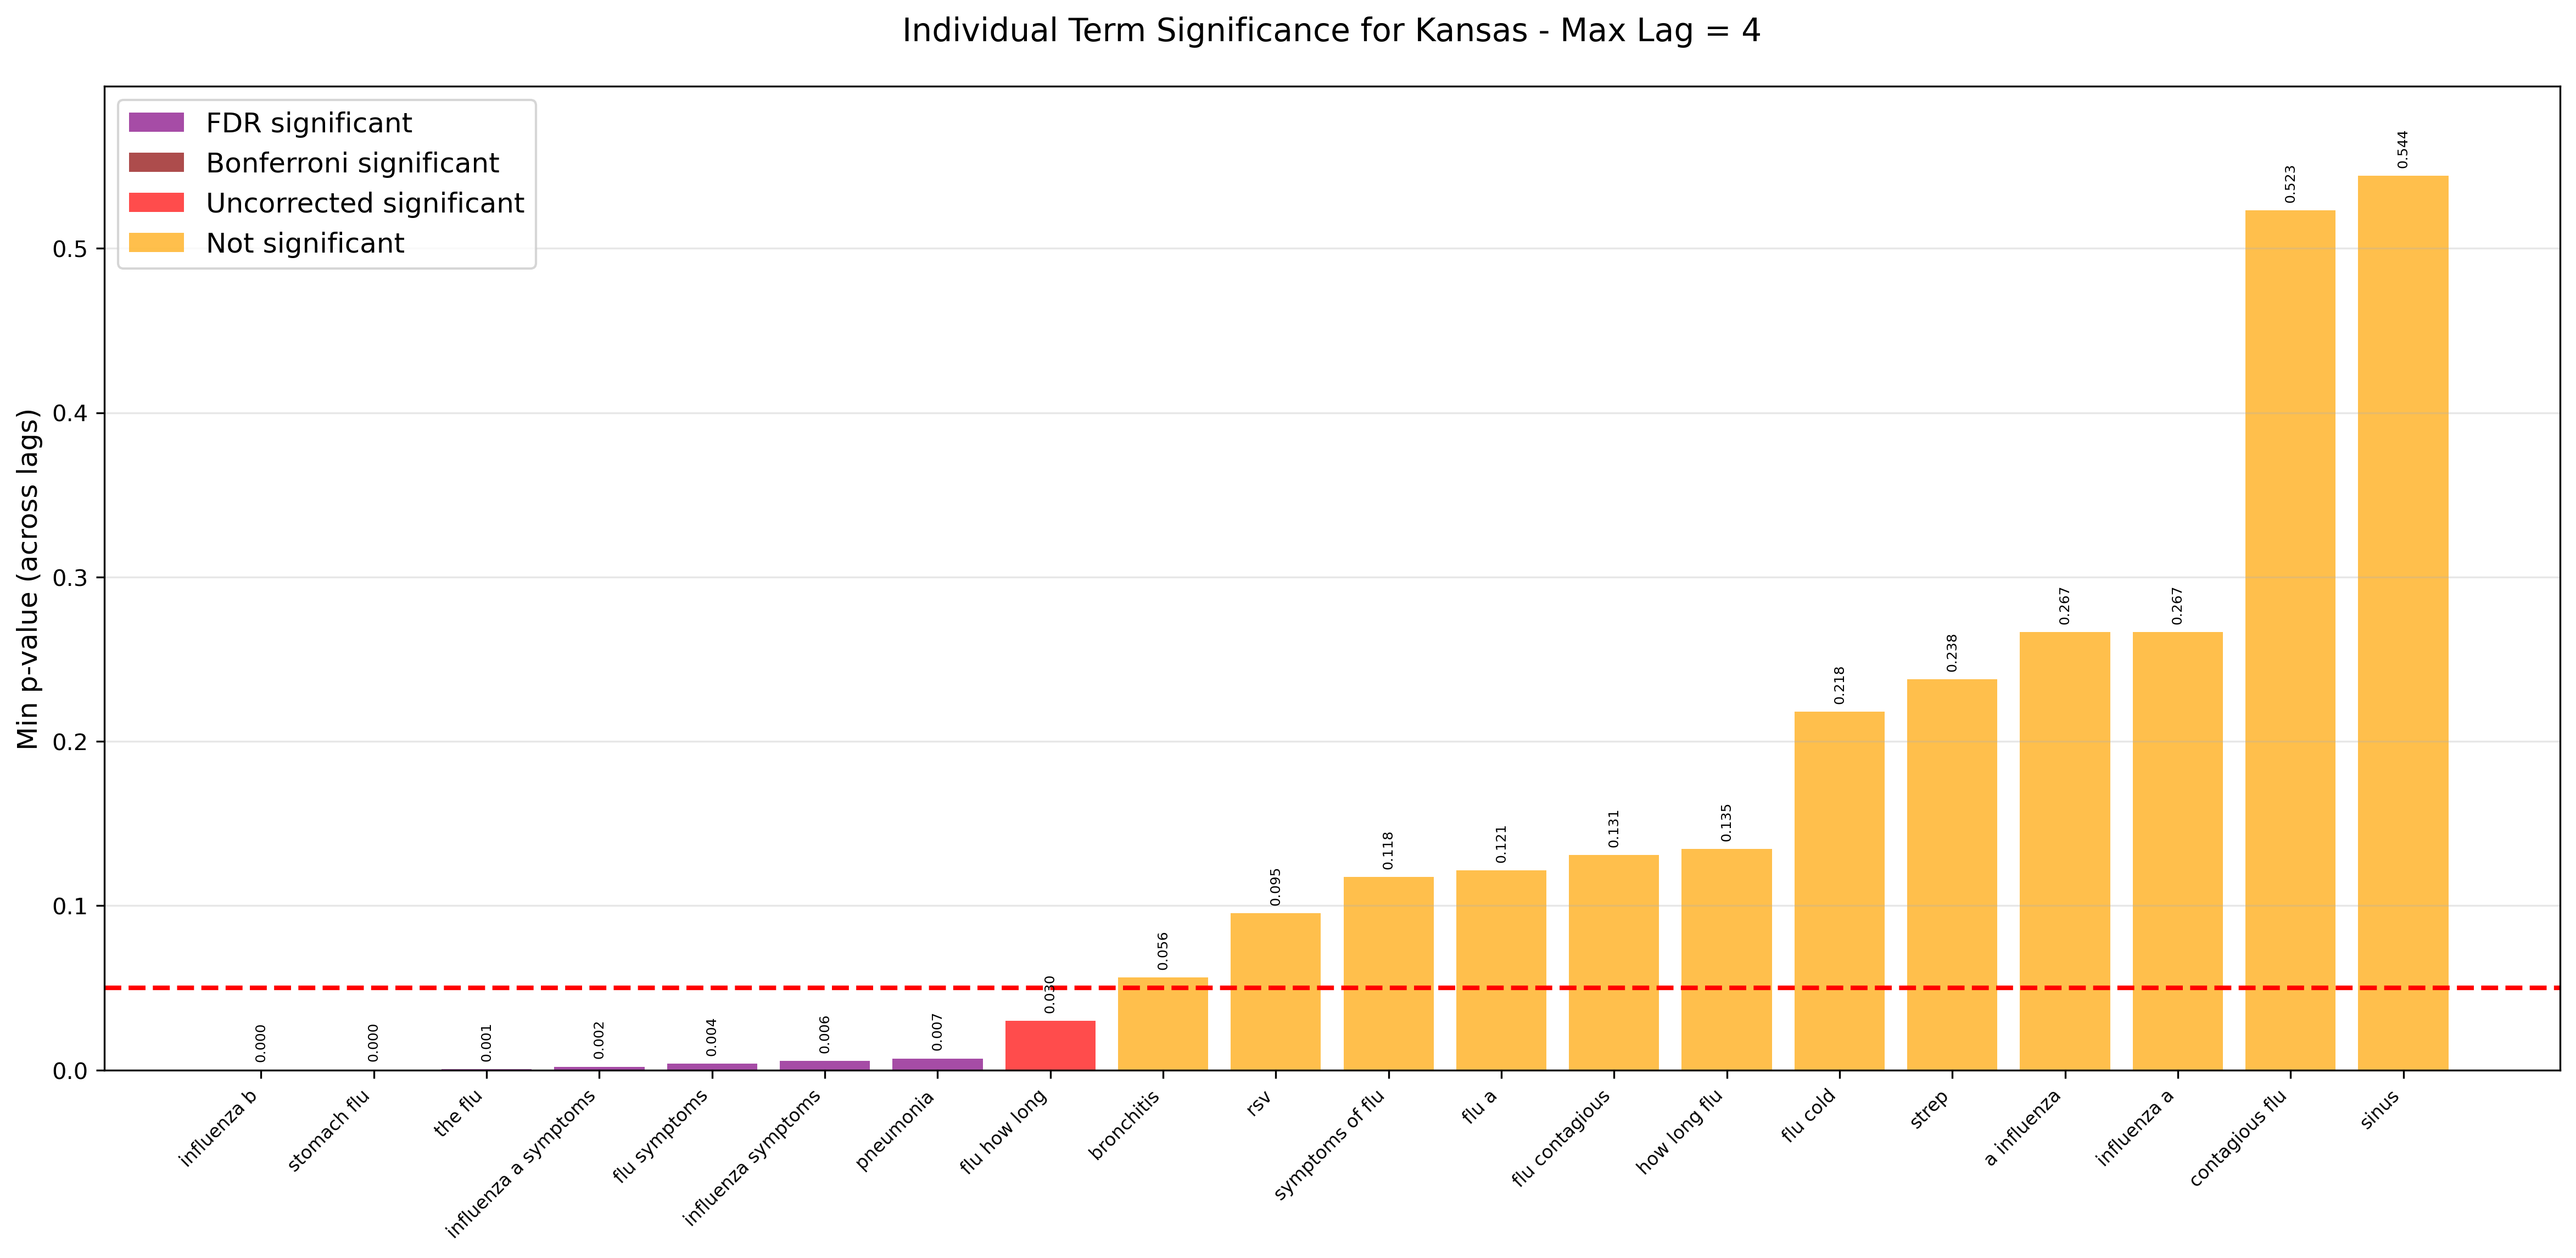 Individual Term Significance for Kansas - Max Lag = 4
FDR significant
Bonferroni significant
Uncorrected significant
Not significant
Min p-value (across lags)
0.5
0.4
0.3
0.2
0.1
0.0
0.000
0.000
0.001
0.002
0.004
0.006
0.007
0.030
0.056
0.095
0.118
0.121
0.131
0.135
0.218
0.238
0.267
0.267
0.523
0.544
influenza b
stomach flu
the flu
influenza a symptoms
flu symptoms
influenza symptoms
pneumonia
flu how long
bronchitis
rsv
symptoms of flu
flu a
flu contagious
how long flu
flu cold
strep
a influenza
influenza a
contagious flu
sinus